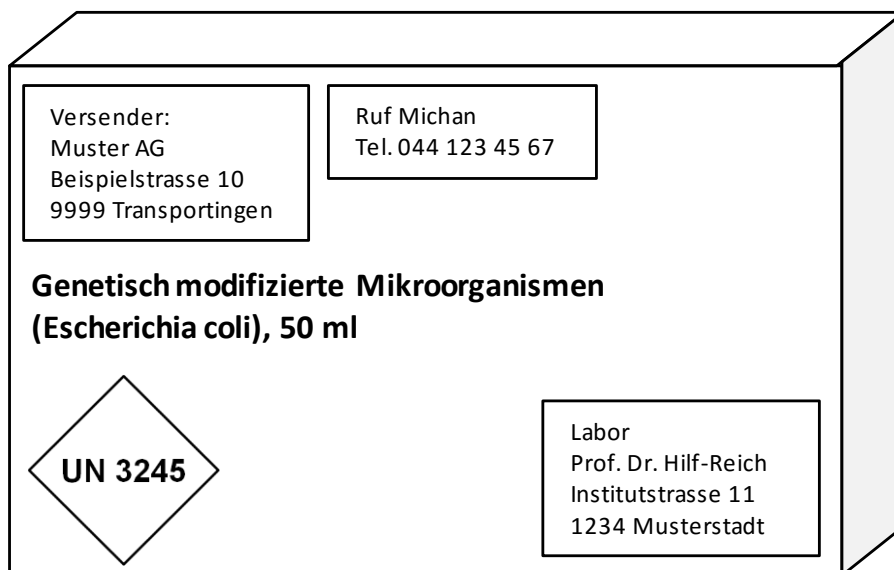 Versender:
Muster AG
Beispielstrasse 10
9999 Transportingen
Ruf Michan
Tel. 044 123 45 67
Genetisch modifizierte Mikroorganismen
(Escherichia coli), 50 ml
UN 3245
Labor
Prof. Dr. Hilf-Reich
Institutstrasse 11
1234 Musterstadt